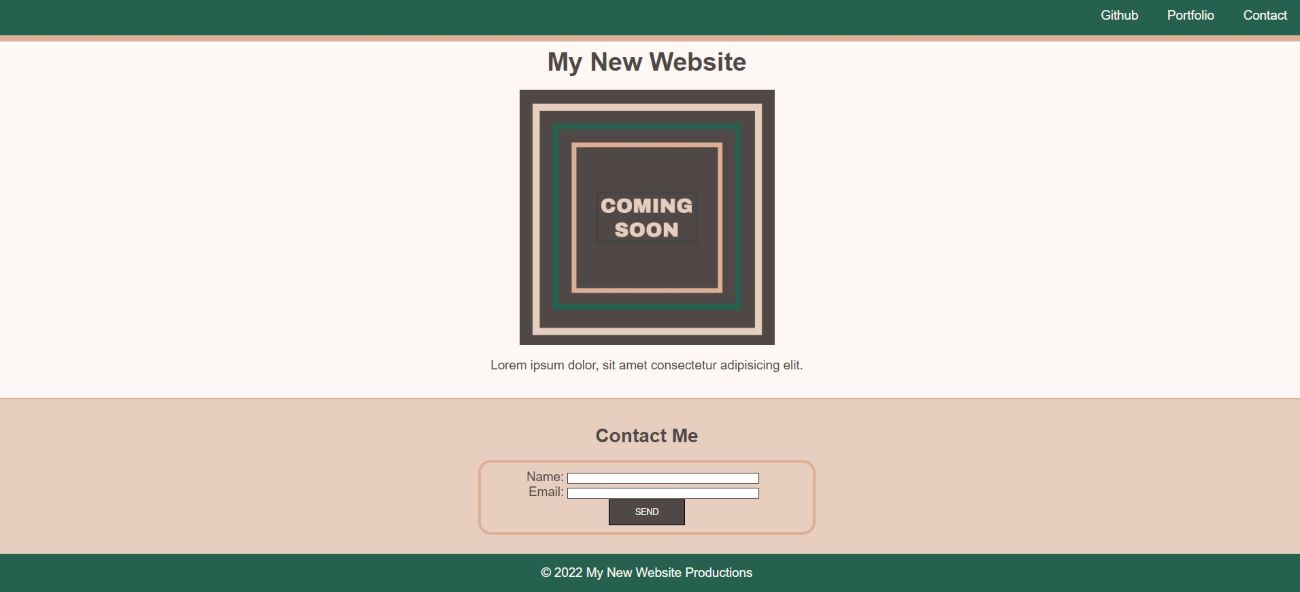 Github Portfolio Contact
My New Website
COMING
SOON
Lorem ipsum dolor, sit amet consectetur adipisicing elit.
Contact Me
Name:
Email:
SEND
© 2022 My New Website Productions